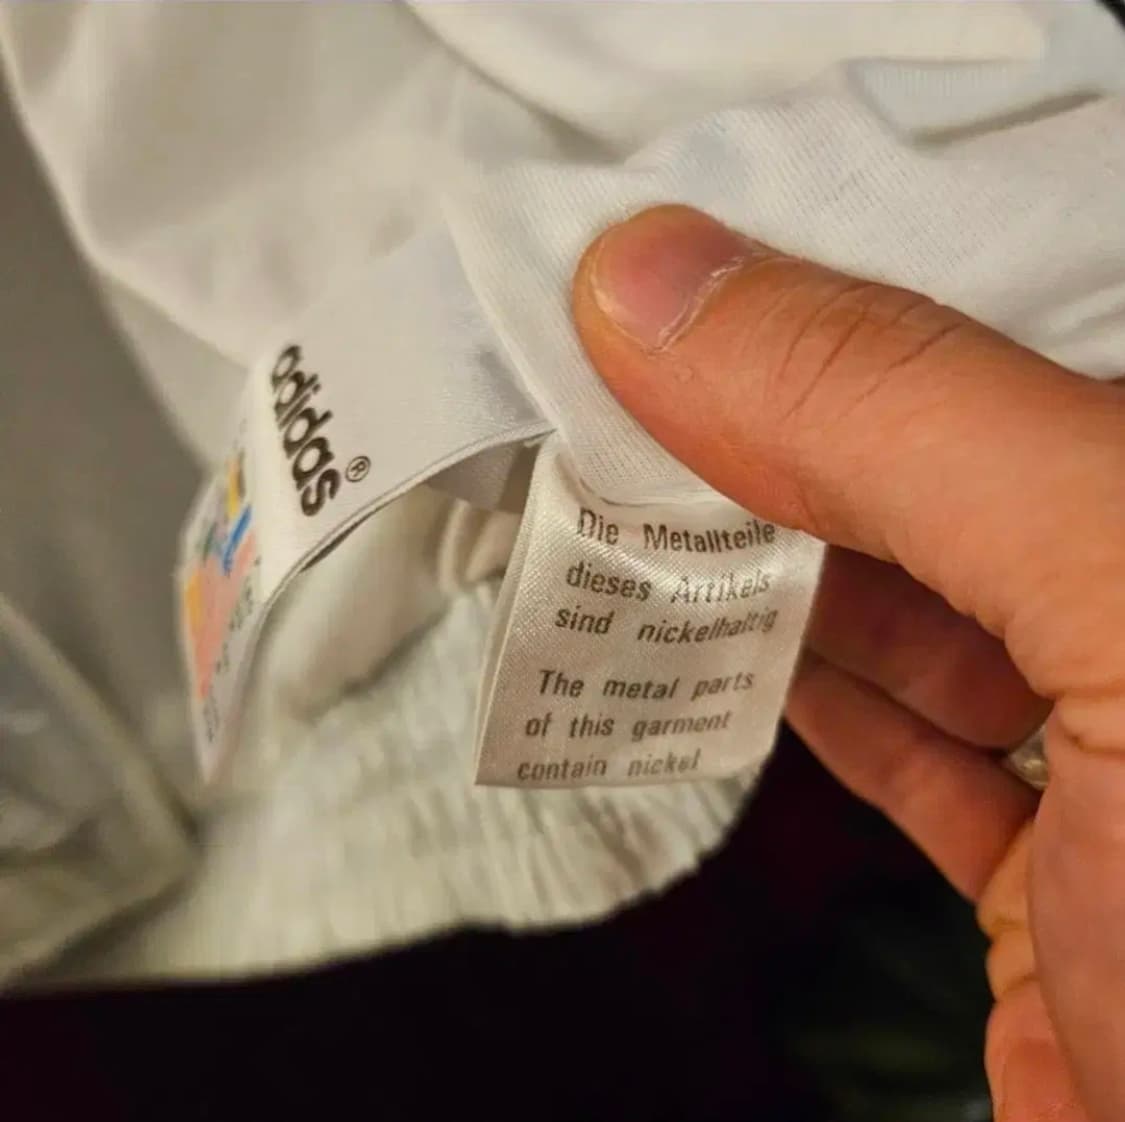 adidas®
Die Metallteile
dieses Artikels
sind nickelhaltig
The metal parts
of this garment
contain nickel